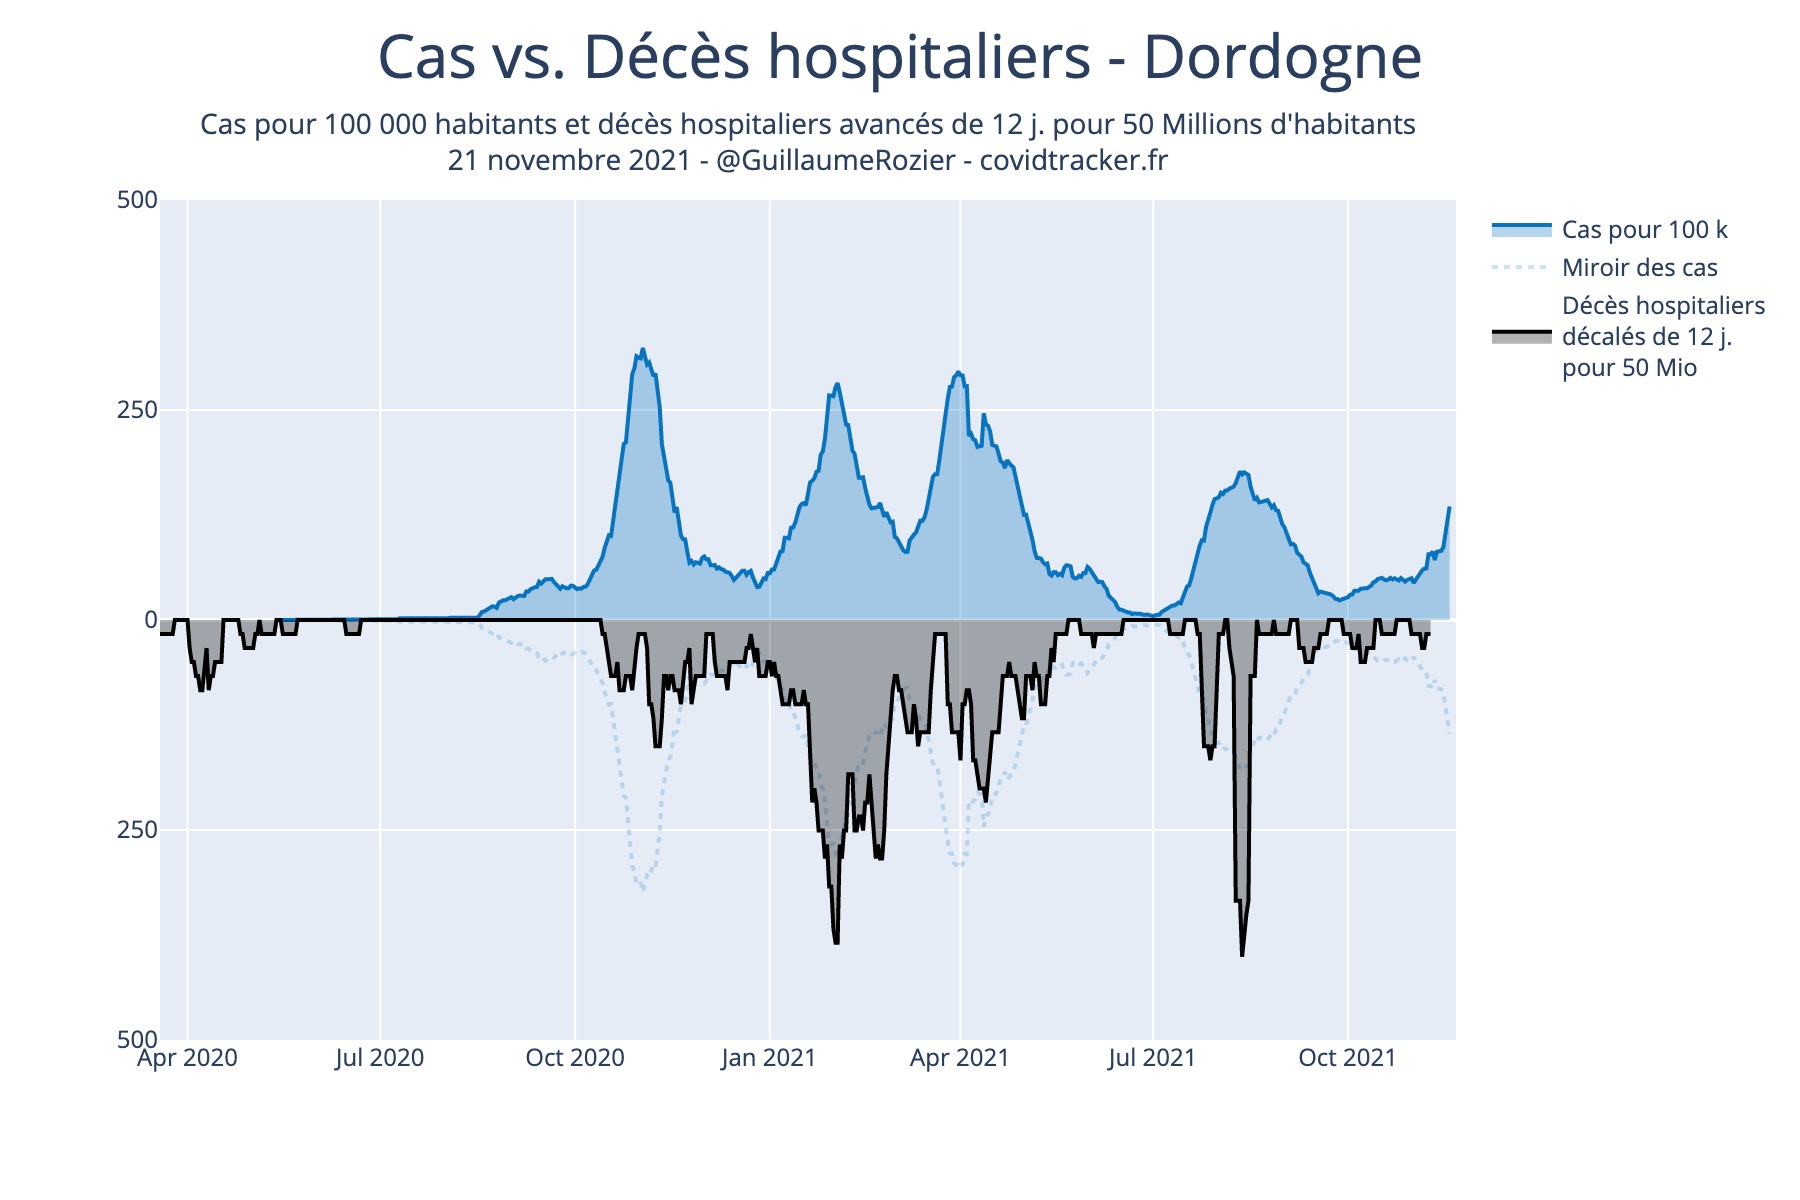 Cas vs. Décès hospitaliers - Dordogne
Cas pour 100 000 habitants et décès hospitaliers avancés de 12 j. pour 50 Millions d'habitants
21 novembre 2021 - @GuillaumeRozier - covidtracker.fr
500
250
0
250
500
Apr 2020
Jul 2020
Oct 2020
Jan 2021
Apr 2021
Jul 2021
Oct 2021
Cas pour 100 k
Miroir des cas
Décès hospitaliers
décalés de 12 j.
pour 50 Mio